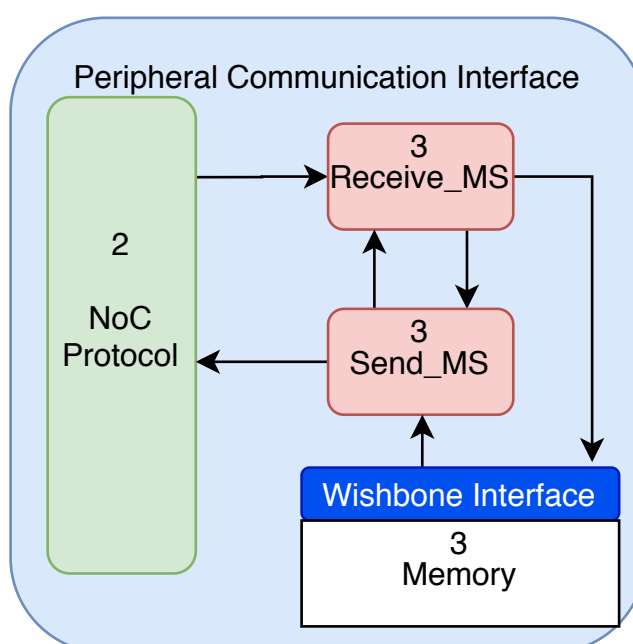 Peripheral Communication Interface
2
NoC
Protocol
3
Receive_MS
3
Send_MS
Wishbone Interface
3
Memory